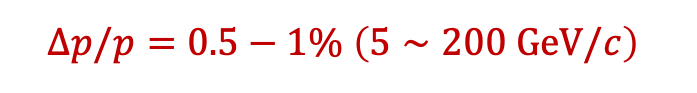 Δp/p = 0.5 − 1% (5 ~ 200 GeV/c)